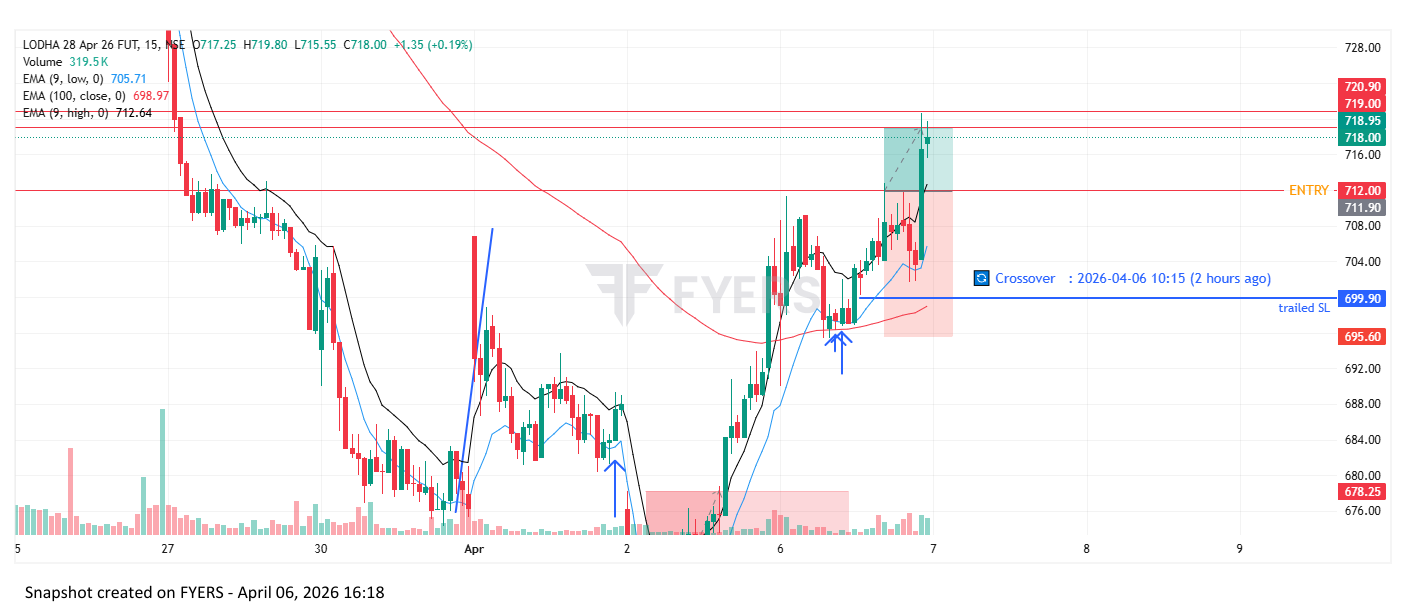 LODHA 28 Apr 26 FUT, 15, NSE O717.25 H719.80 L715.55 C718.00 +1.35 (+0.19%)
Volume 319.5K
EMA (9, low, 0) 705.71
EMA (100, close, 0) 698.97
EMA (9, high, 0) 712.64
728.00
720.90
719.00
718.95
718.00
716.00
ENTRY
712.00
711.90
708.00
704.00
FYERS
Crossover : 2026-04-06 10:15 (2 hours ago)
699.90
trailed SL
695.60
692.00
688.00
684.00
680.00
678.25
676.00
5 27 30 Apr 2 6 7 8 9
Snapshot created on FYERS - April 06, 2026 16:18